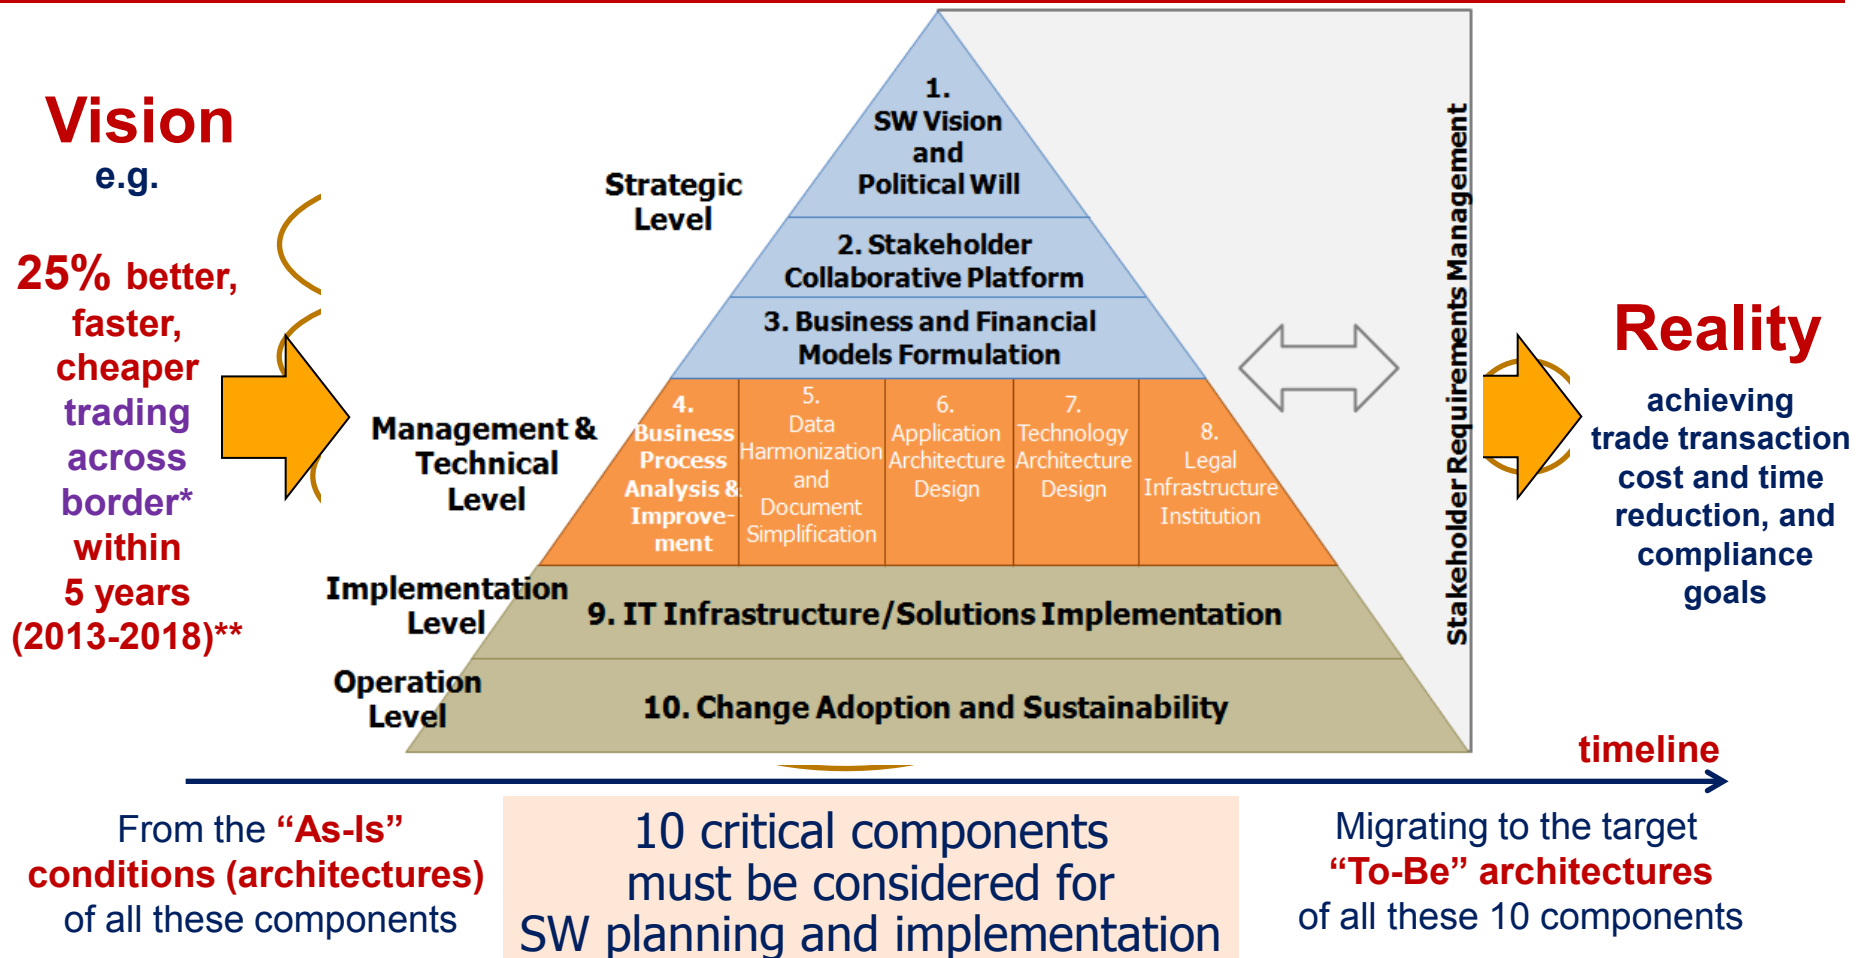 Vision
e.g.
25% better,
faster,
cheaper
trading
across
border*
within
5 years
(2013-2018)**
Strategic
Level
Management &
Technical
Level
Implementation
Level
Operation
Level
1.
SW Vision
and
Political Will
2. Stakeholder
Collaborative Platform
3. Business and Financial
Models Formulation
4.
Business
Process
Analysis &
Improve-
ment
5.
Data
Harmonization
and
Document
Simplification
6.
Application
Architecture
Design
7.
Technology
Architecture
Design
8.
Legal
Infrastructure
Institution
9. IT Infrastructure/Solutions Implementation
10. Change Adoption and Sustainability
Stakeholder Requirements Management
Reality
achieving
trade transaction
cost and time
reduction, and
compliance
goals
timeline
From the “As-Is”
conditions (architectures)
of all these components
10 critical components
must be considered for
SW planning and implementation
Migrating to the target
“To-Be” architectures
of all these 10 components